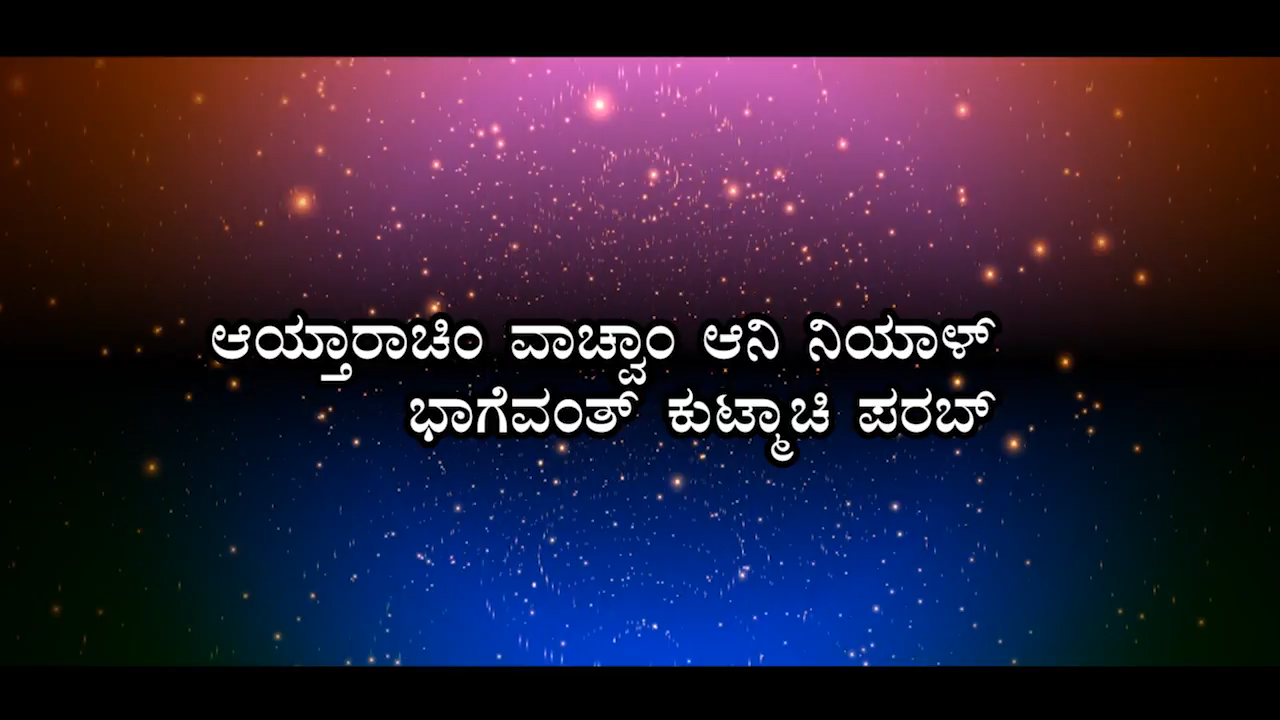 ಆಯ್ತಾರಾಚಿಂ ವಾಚ್ವಾಂ ಆನಿ ನಿಯಾಳ್
ಭಾಗೆವಂತ್ ಕುಟ್ಮಾಚಿ ಪರಬ್